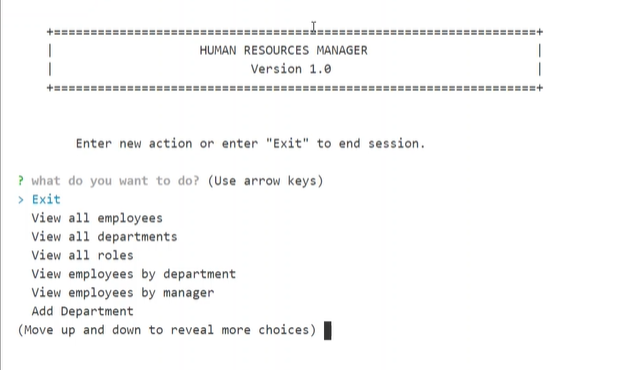 +==================================================================+
| HUMAN RESOURCES MANAGER |
| Version 1.0 |
+==================================================================+
Enter new action or enter "Exit" to end session.
? what do you want to do? (Use arrow keys)
> Exit
View all employees
View all departments
View all roles
View employees by department
View employees by manager
Add Department
(Move up and down to reveal more choices)